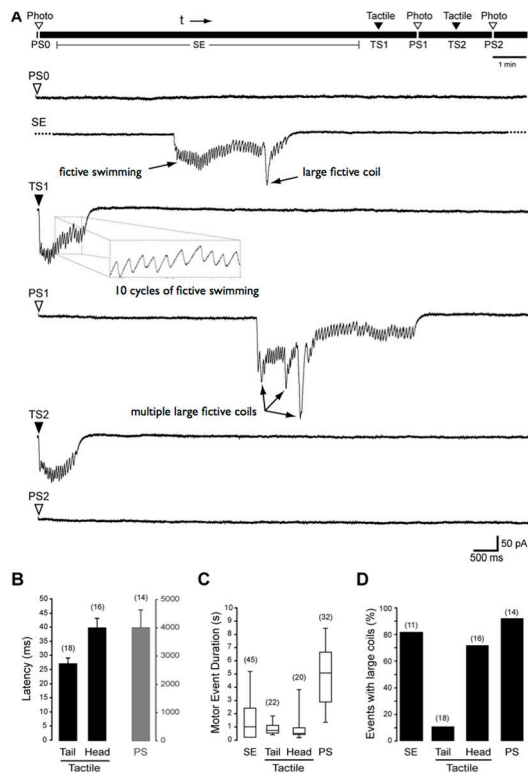 A
t
Photo Tactile Photo Tactile Photo
PS0 SE TS1 PS1 TS2 PS2
1 min
PS0
SE
fictive swimming
large fictive coil
TS1
10 cycles of fictive swimming
PS1
multiple large fictive coils
TS2
PS2
50 pA
500 ms
B
Latency (ms)
50
45
40
35
30
25
20
15
10
5
0
(18)
(16)
(14)
5000
4000
3000
2000
1000
0
Tail Head PS
Tactile
C
Motor Event Duration (s)
10
9
8
7
6
5
4
3
2
1
0
(45)
(22)
(20)
(32)
SE Tail Head PS
Tactile
D
Events with large coils (%)
100
80
60
40
20
0
(11)
(18)
(16)
(14)
SE Tail Head PS
Tactile